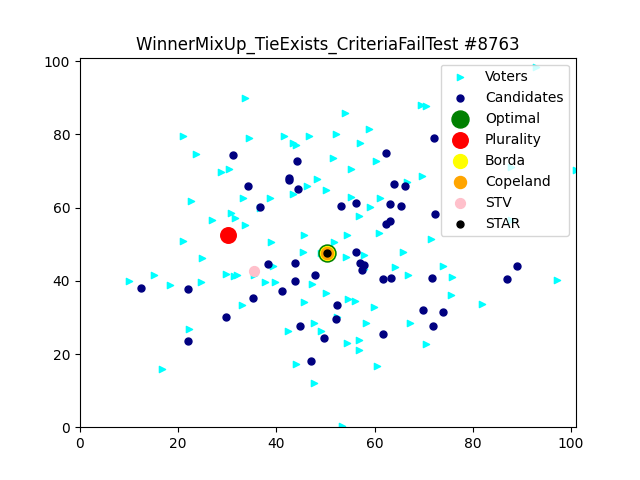 WinnerMixUp_TieExists_CriteriaFailTest #8763
100
80
60
40
20
0
0
20
40
60
80
100
Voters
Candidates
Optimal
Plurality
Borda
Copeland
STV
STAR